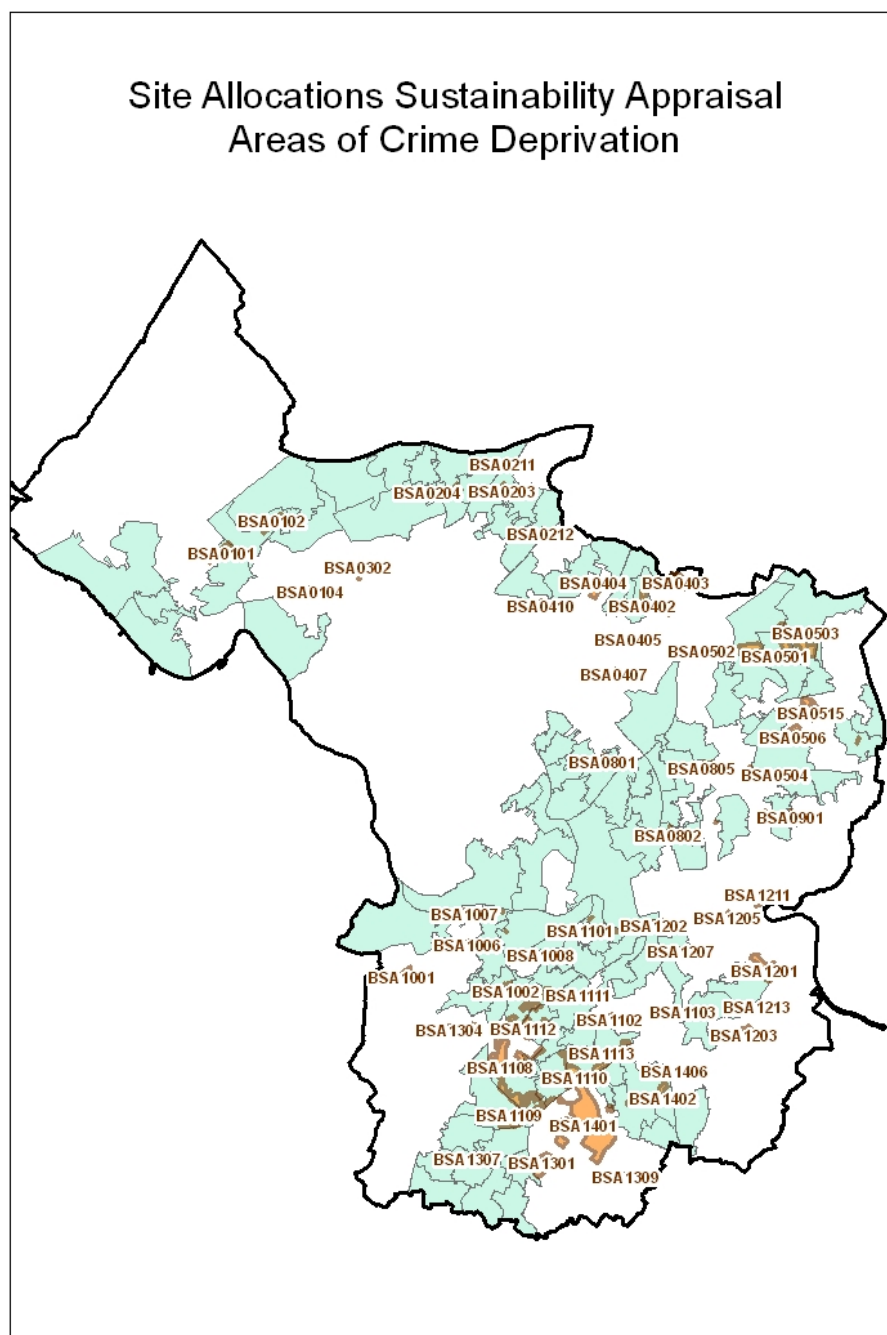 Site Allocations Sustainability Appraisal
Areas of Crime Deprivation
BSA0211
BSA0204
BSA0203
BSA0102
BSA0212
BSA0101
BSA0302
BSA0104
BSA0404
BSA0403
BSA0410
BSA0402
BSA0405
BSA0502
BSA0503
BSA0501
BSA0407
BSA0515
BSA0506
BSA0801
BSA0805
BSA0504
BSA0802
BSA0901
BSA1211
BSA1007
BSA1205
BSA1101
BSA1202
BSA1006
BSA1008
BSA1207
BSA1001
BSA1201
BSA1002
BSA1111
BSA1103
BSA1213
BSA1304
BSA1112
BSA1102
BSA1203
BSA1113
BSA1108
BSA1110
BSA1406
BSA1402
BSA1109
BSA1401
BSA1307
BSA1301
BSA1309